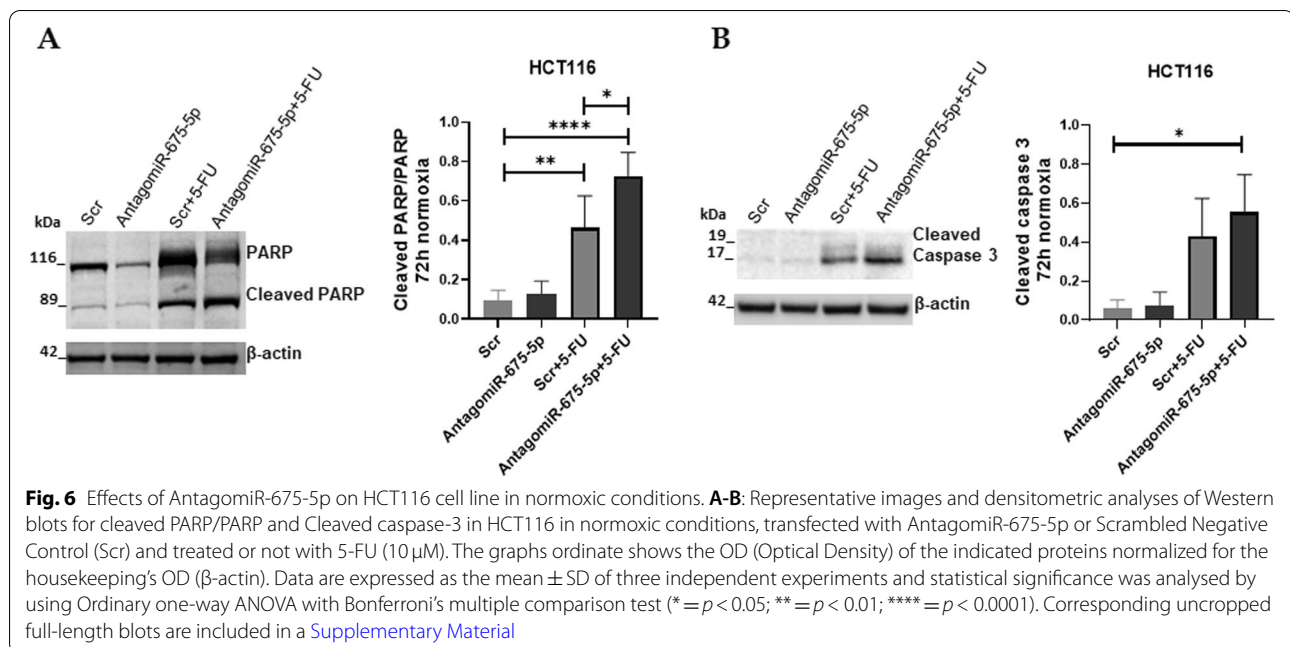 A
HCT116
Scr
AntagomiR-675-5p
Scr+5-FU
AntagomiR-675-5p+5-FU
kDa
116
PARP
89
Cleaved PARP
42
β-actin
Cleaved PARP/PARP
72h normoxia
*
****
**
1.0
0.8
0.6
0.4
0.2
0.0
Scr
AntagomiR-675-5p
Scr+5-FU
AntagomiR-675-5p+5-FU
B
HCT116
Scr
AntagomiR-675-5p
Scr+5-FU
AntagomiR-675-5p+5-FU
kDa
19
17
Cleaved
Caspase 3
42
β-actin
Cleaved caspase 3
72h normoxia
*
1.0
0.8
0.6
0.4
0.2
0.0
Scr
AntagomiR-675-5p
Scr+5-FU
AntagomiR-675-5p+5-FU
Fig. 6 Effects of AntagomiR-675-5p on HCT116 cell line in normoxic conditions. A-B: Representative images and densitometric analyses of Western
blots for cleaved PARP/PARP and Cleaved caspase-3 in HCT116 in normoxic conditions, transfected with AntagomiR-675-5p or Scrambled Negative
Control (Scr) and treated or not with 5-FU (10 μM). The graphs ordinate shows the OD (Optical Density) of the indicated proteins normalized for the
housekeeping's OD (β-actin). Data are expressed as the mean ± SD of three independent experiments and statistical significance was analysed by
using Ordinary one-way ANOVA with Bonferroni's multiple comparison test (* = p < 0.05; ** = p < 0.01; **** = p < 0.0001). Corresponding uncropped
full-length blots are included in a Supplementary Material